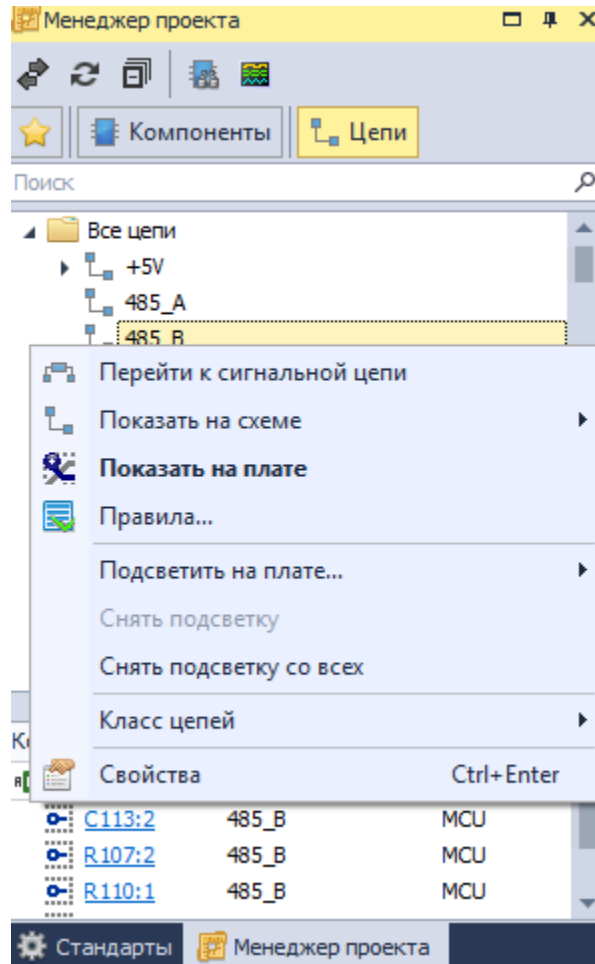 Менеджер проекта
Компоненты
Цепи
Поиск
Все цепи
+5V
485_A
485_B
Перейти к сигнальной цепи
Показать на схеме
Показать на плате
Правила...
Подсветить на плате...
Снять подсветку
Снять подсветку со всех
Класс цепей
Свойства Ctrl+Enter
C113:2 485_B MCU
R107:2 485_B MCU
R110:1 485_B MCU
Стандарты Менеджер проекта